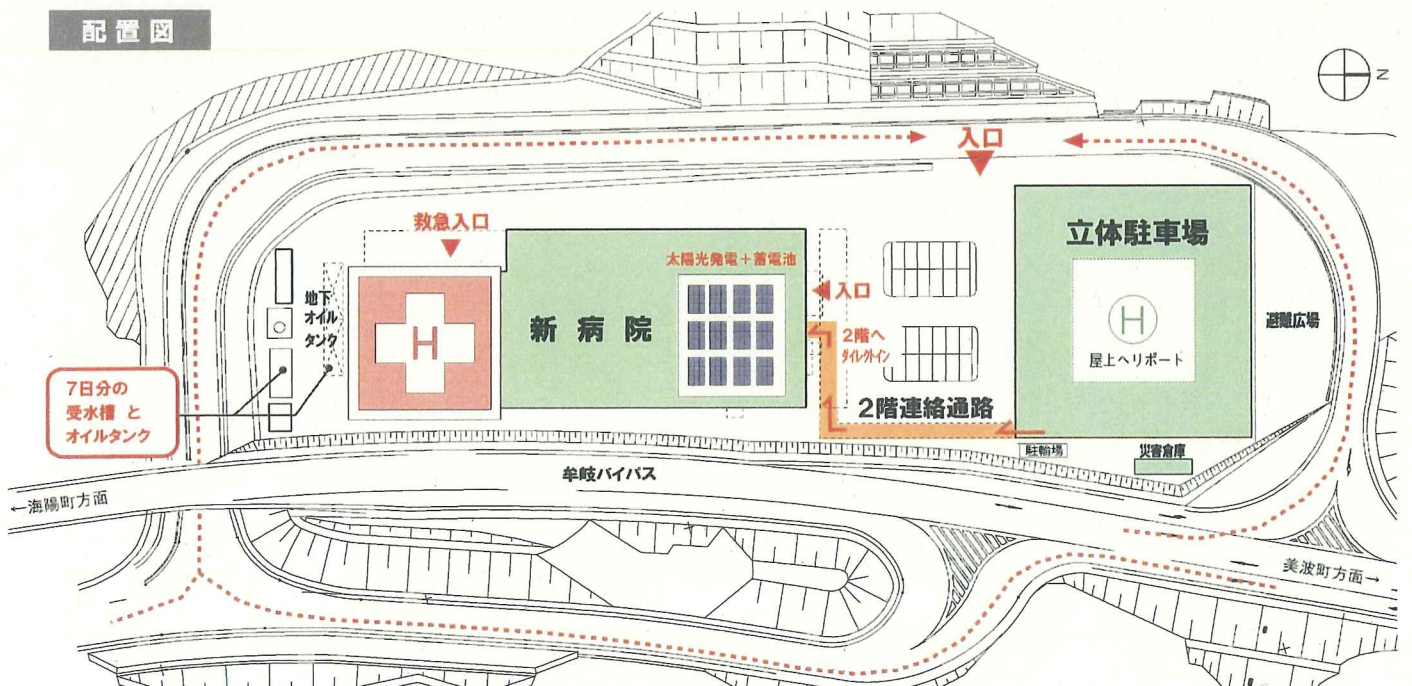 配置図
N
入口
救急入口
立体駐車場
太陽光発電+蓄電池
入口
地下
オイル
タンク
新病院
H
H
屋上ヘリポート
避難広場
2階へ
ダイレクトイン
7日分の
受水槽 と
オイルタンク
2階連絡通路
駐輪場
災害倉庫
牟岐バイパス
←海陽町方面
美波町方面→